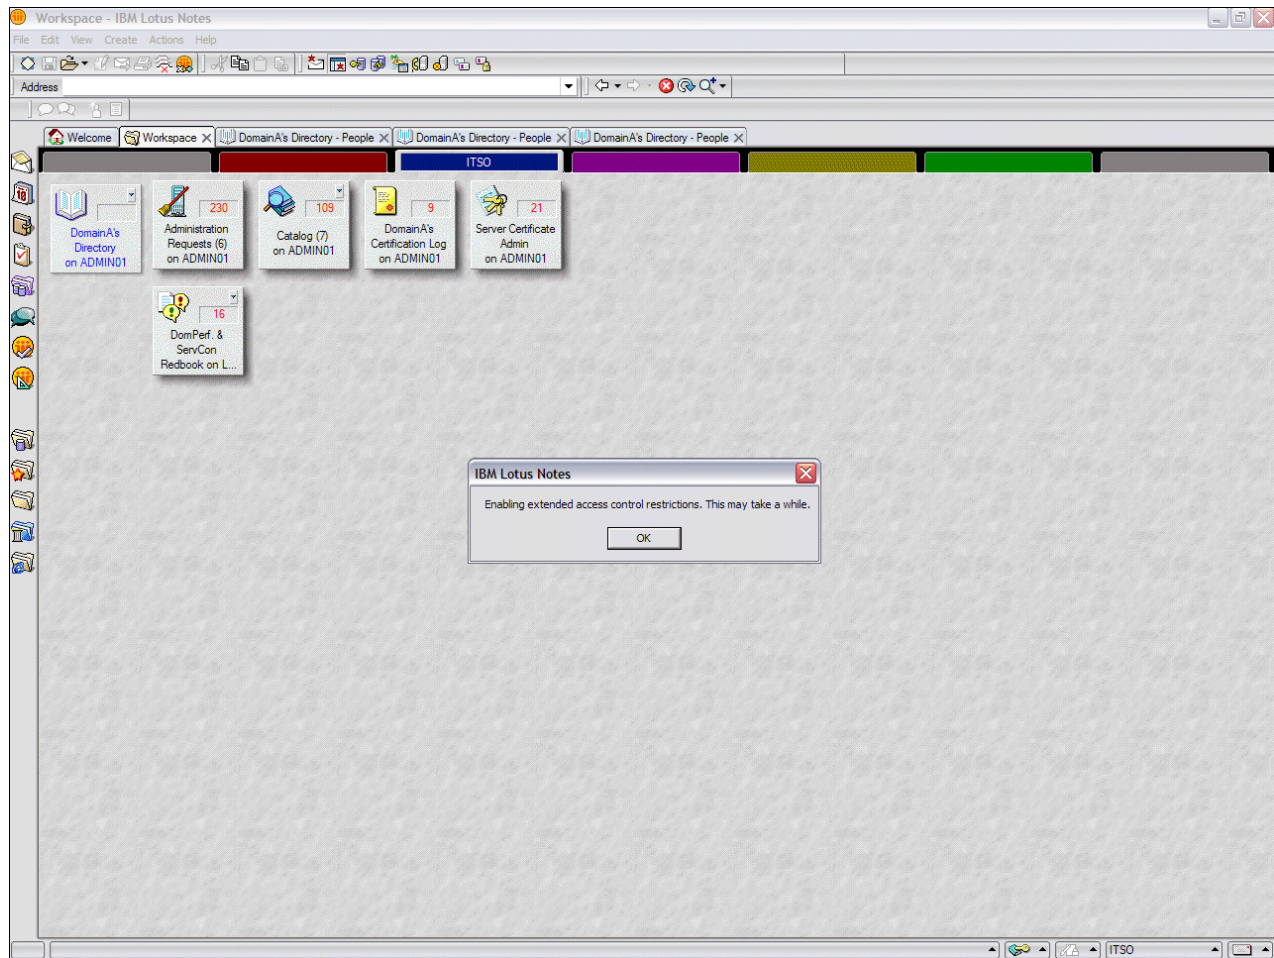 Workspace - IBM Lotus Notes
File Edit View Create Actions Help
Address
Welcome Workspace DomainA's Directory - People DomainA's Directory - People DomainA's Directory - People
ITSO
230
109
9
21
DomainA's
Directory
on ADMIN01
Administration
Requests (6)
on ADMIN01
Catalog (7)
on ADMIN01
DomainA's
Certification Log
on ADMIN01
Server Certificate
Admin
on ADMIN01
16
DomPerf. &
ServCon
Redbook on L...
IBM Lotus Notes
Enabling extended access control restrictions. This may take a while.
OK
ITSO